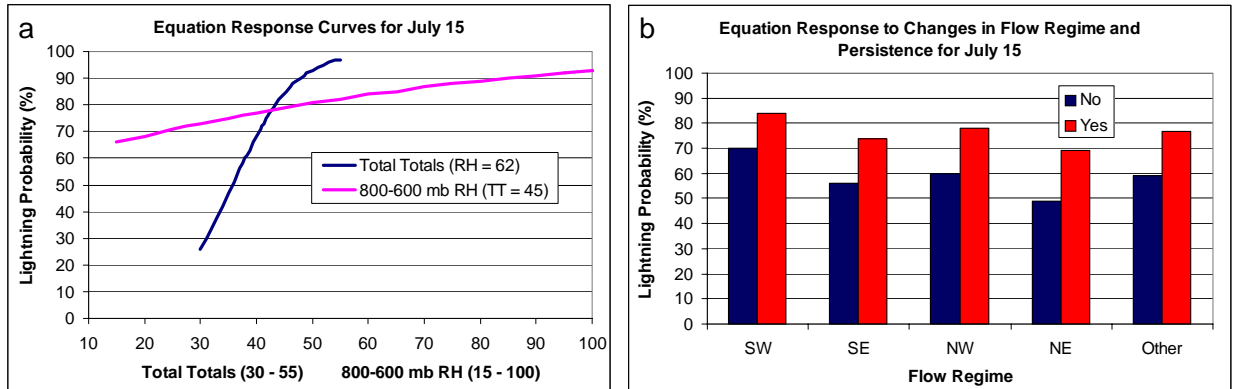 a
Equation Response Curves for July 15
Lightning Probability (%)
100
90
80
70
60
50
40
30
20
10
0
Total Totals (RH = 62)
800-600 mb RH (TT = 45)
10 20 30 40 50 60 70 80 90 100
Total Totals (30 - 55) 800-600 mb RH (15 - 100)
b
Equation Response to Changes in Flow Regime and
Persistence for July 15
Lightning Probability (%)
100
90
80
70
60
50
40
30
20
10
0
No
Yes
SW SE NW NE Other
Flow Regime